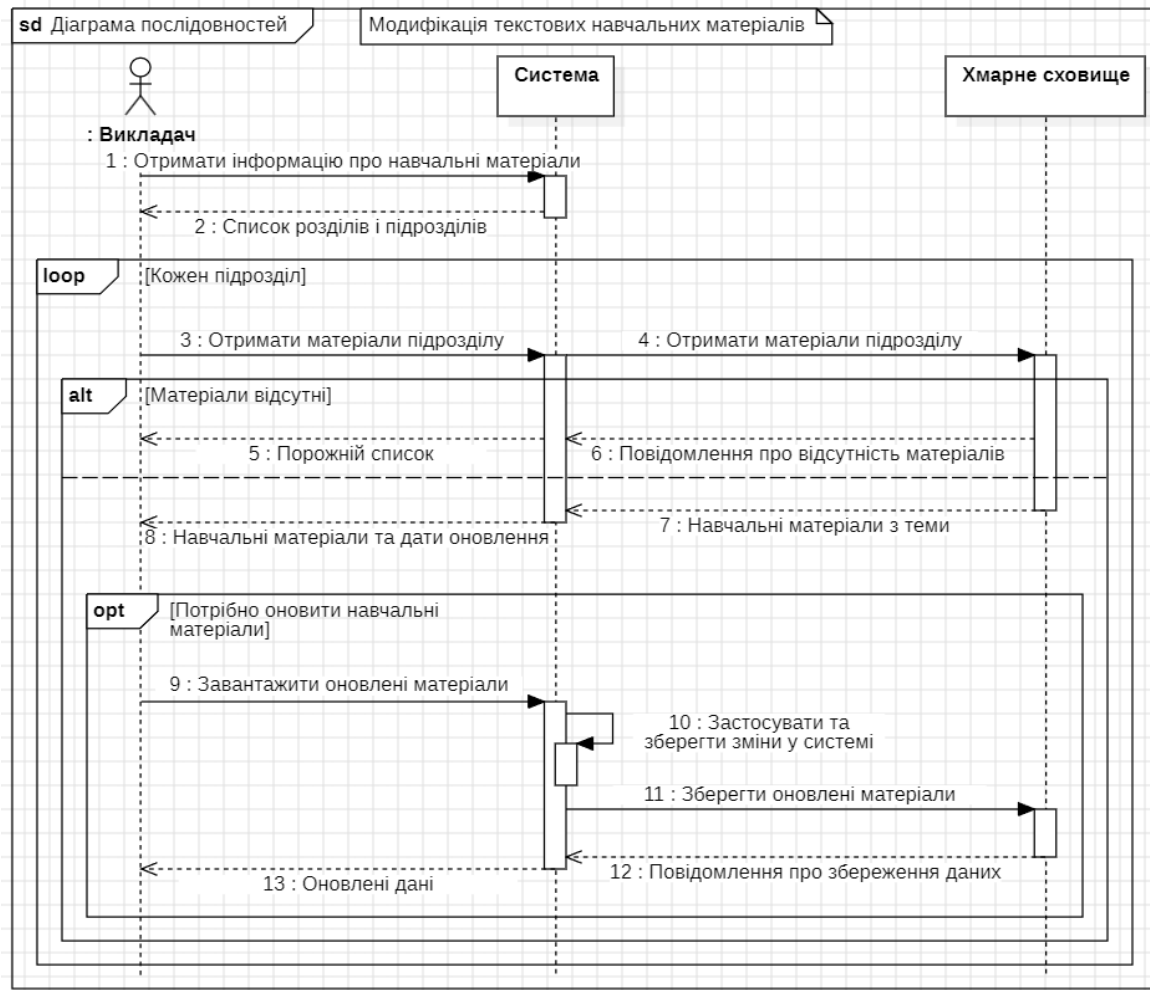 sd Діаграма послідовностей
Модифікація текстових навчальних матеріалів
Система
Хмарне сховище
: Викладач
1 : Отримати інформацію про навчальні матеріали
2 : Список розділів і підрозділів
loop
[Кожен підрозділ]
3 : Отримати матеріали підрозділу
4 : Отримати матеріали підрозділу
alt
[Матеріали відсутні]
5 : Порожній список
6 : Повідомлення про відсутність матеріалів
7 : Навчальні матеріали з теми
8 : Навчальні матеріали та дати оновлення
opt
[Потрібно оновити навчальні
матеріали]
9 : Завантажити оновлені матеріали
10 : Застосувати та
зберегти зміни у системі
11 : Зберегти оновлені матеріали
12 : Повідомлення про збереження даних
13 : Оновлені дані